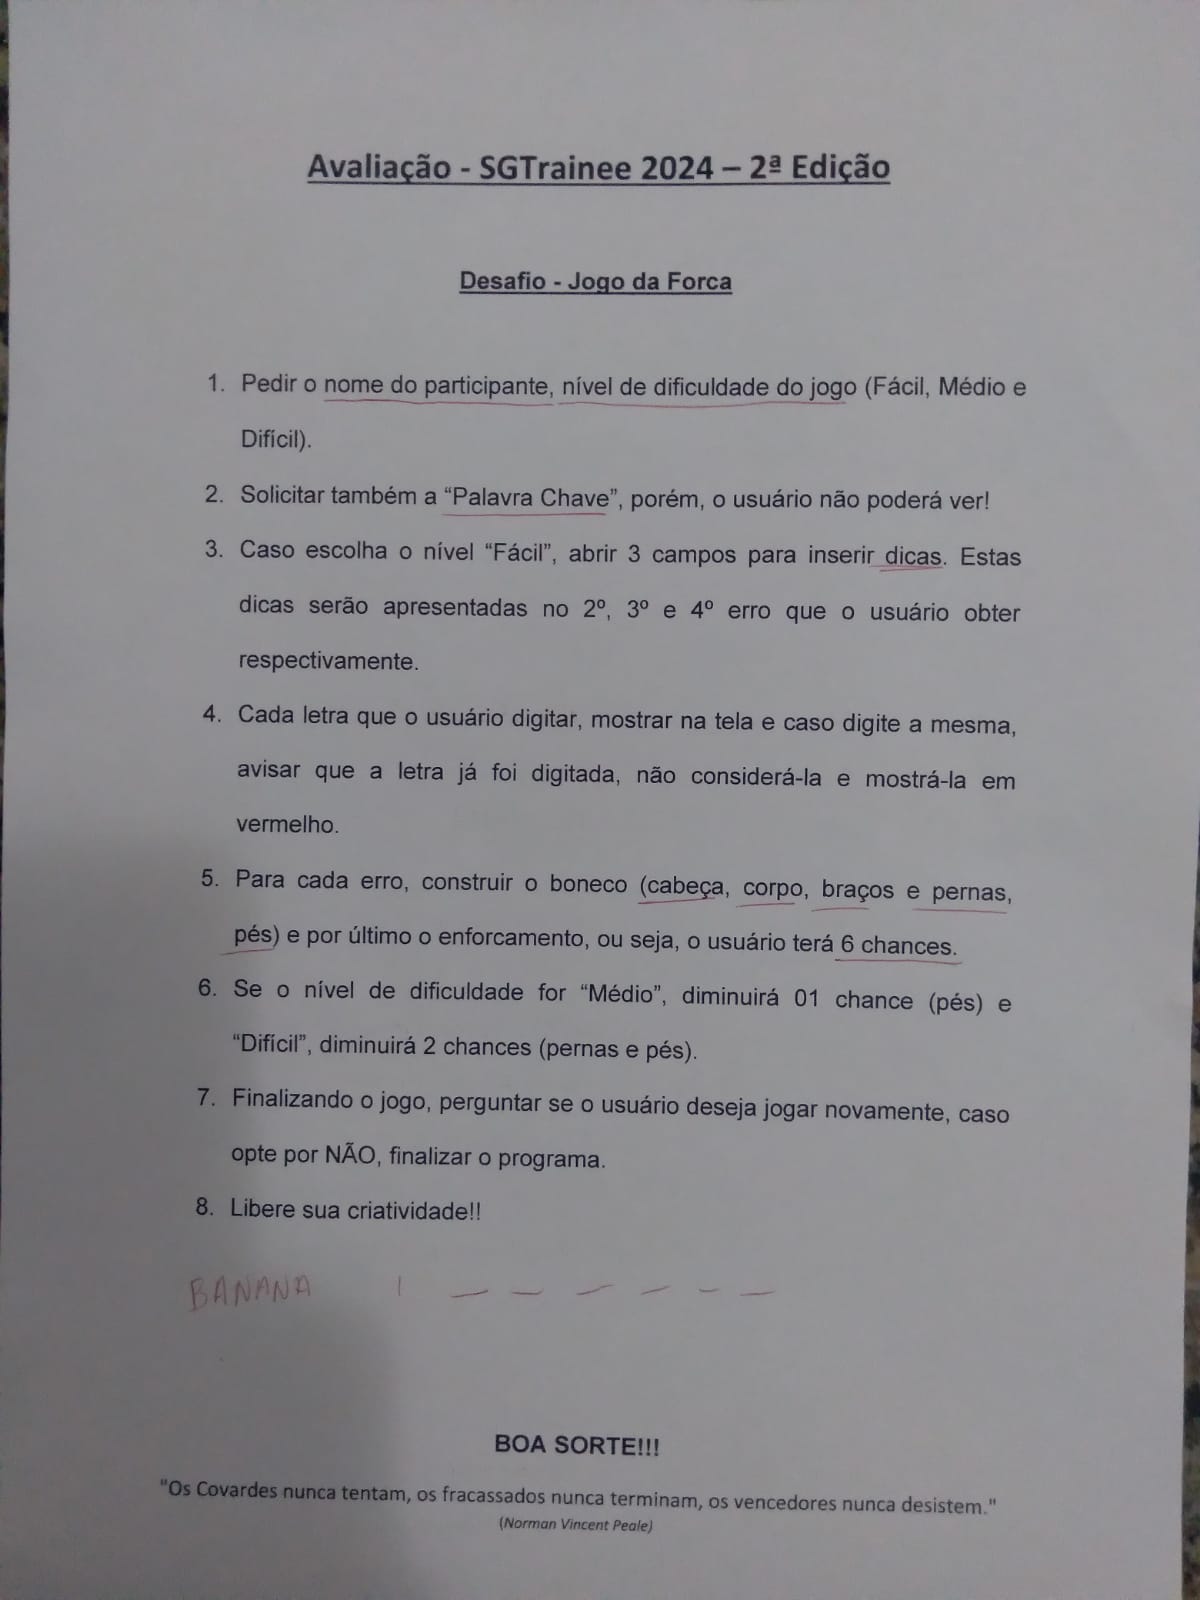 Avaliação - SGTrainee 2024 – 2ª Edição
Desafio - Jogo da Forca
1. Pedir o nome do participante, nível de dificuldade do jogo (Fácil, Médio e
Difícil).
2. Solicitar também a “Palavra Chave”, porém, o usuário não poderá ver!
3. Caso escolha o nível “Fácil”, abrir 3 campos para inserir dicas. Estas
dicas serão apresentadas no 2º, 3º e 4º erro que o usuário obter
respectivamente.
4. Cada letra que o usuário digitar, mostrar na tela e caso digite a mesma,
avisar que a letra já foi digitada, não considerá-la e mostrá-la em
vermelho.
5. Para cada erro, construir o boneco (cabeça, corpo, braços e pernas,
pés) e por último o enforcamento, ou seja, o usuário terá 6 chances.
6. Se o nível de dificuldade for “Médio”, diminuirá 01 chance (pés) e
“Difícil”, diminuirá 2 chances (pernas e pés).
7. Finalizando o jogo, perguntar se o usuário deseja jogar novamente, caso
opte por NÃO, finalizar o programa.
8. Libere sua criatividade!!
BANANA | _ _ _ _ _ _
BOA SORTE!!!
"Os Covardes nunca tentam, os fracassados nunca terminam, os vencedores nunca desistem."
(Norman Vincent Peale)